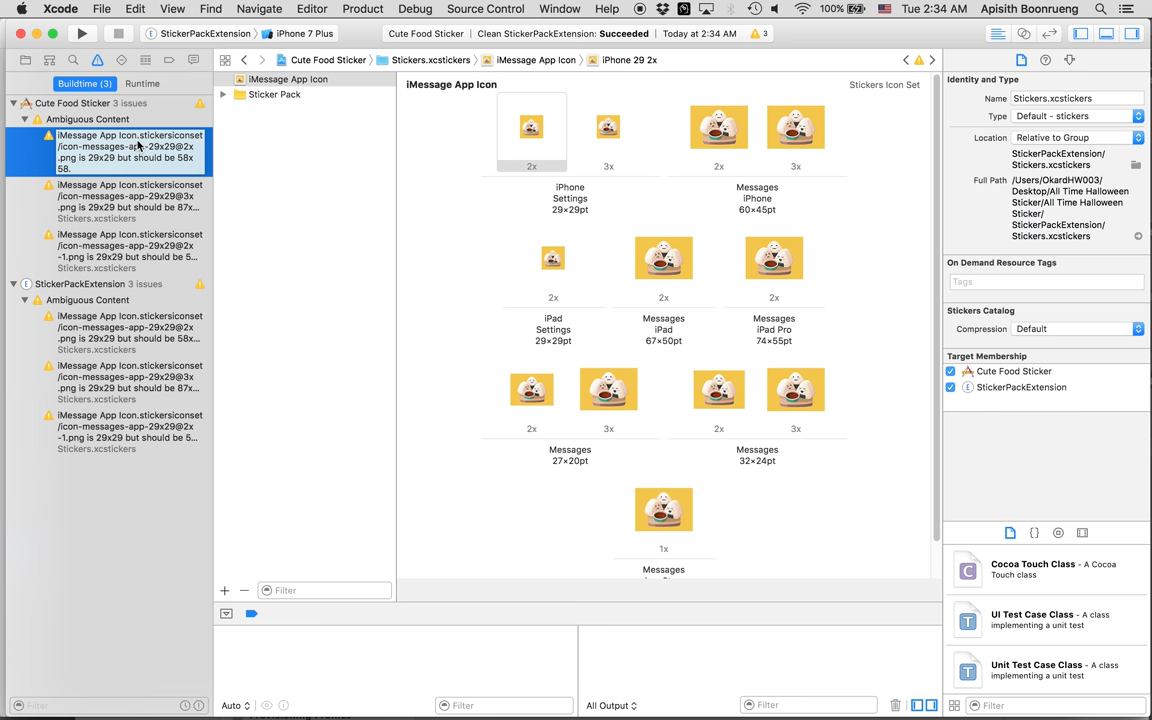 Xcode File Edit View Find Navigate Editor Product Debug Source Control Window Help 100% Tue 2:34 AM Apisith Boonrueng
StickerPackExtension iPhone 7 Plus
Cute Food Sticker | Clean StickerPackExtension: Succeeded | Today at 2:34 AM 3
Cute Food Sticker Stickers.xcstickers iMessage App Icon iPhone 29 2x
Buildtime (3) Runtime
Cute Food Sticker 3 issues
Ambiguous Content
iMessage App Icon.stickersiconset
/icon-messages-app-29x29@2x
.png is 29x29 but should be 58x
58.
iMessage App Icon.stickersiconset
/icon-messages-app-29x29@3x
.png is 29x29 but should be 87x...
Stickers.xcstickers
iMessage App Icon.stickersiconset
/icon-messages-app-29x29@2x
-1.png is 29x29 but should be 5...
Stickers.xcstickers
StickerPackExtension 3 issues
Ambiguous Content
iMessage App Icon.stickersiconset
/icon-messages-app-29x29@2x
.png is 29x29 but should be 58x...
Stickers.xcstickers
iMessage App Icon.stickersiconset
/icon-messages-app-29x29@3x
.png is 29x29 but should be 87x...
Stickers.xcstickers
iMessage App Icon.stickersiconset
/icon-messages-app-29x29@2x
-1.png is 29x29 but should be 5...
Stickers.xcstickers
Filter
iMessage App Icon
Sticker Pack
Filter
iMessage App Icon
Stickers Icon Set
2x 3x
iPhone
Settings
29×29pt
2x 3x
Messages
iPhone
60×45pt
2x
iPad
Settings
29×29pt
2x
Messages
iPad
67×50pt
2x
Messages
iPad Pro
74×55pt
2x 3x
Messages
27×20pt
2x 3x
Messages
32×24pt
1x
Messages
Auto
Filter
All Output
Filter
Identity and Type
Name Stickers.xcstickers
Type Default - stickers
Location Relative to Group
StickerPackExtension/
Stickers.xcstickers
Full Path /Users/OkardHW003/
Desktop/All Time Halloween
Sticker/All Time Halloween
Sticker/
StickerPackExtension/
Stickers.xcstickers
On Demand Resource Tags
Tags
Stickers Catalog
Compression Default
Target Membership
Cute Food Sticker
StickerPackExtension
C
Cocoa Touch Class - A Cocoa
Touch class
T
UI Test Case Class - A class
implementing a unit test
T
Unit Test Case Class - A class
implementing a unit test
Filter